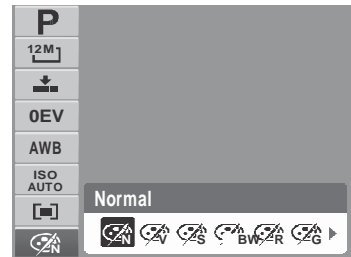 P
12M
0EV
AWB
ISO
AUTO
Normal
N
N V S BW R G